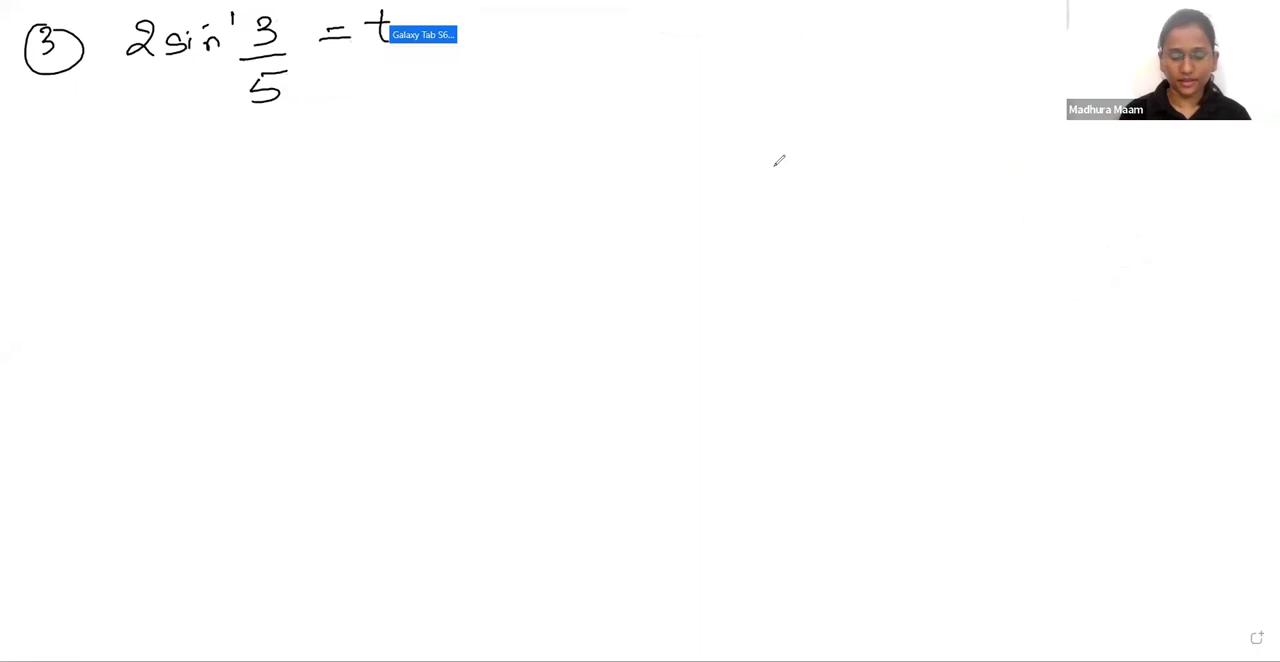 ③ 2 sin⁻¹ 3/5 = t
Galaxy Tab S6...
Madhura Maam